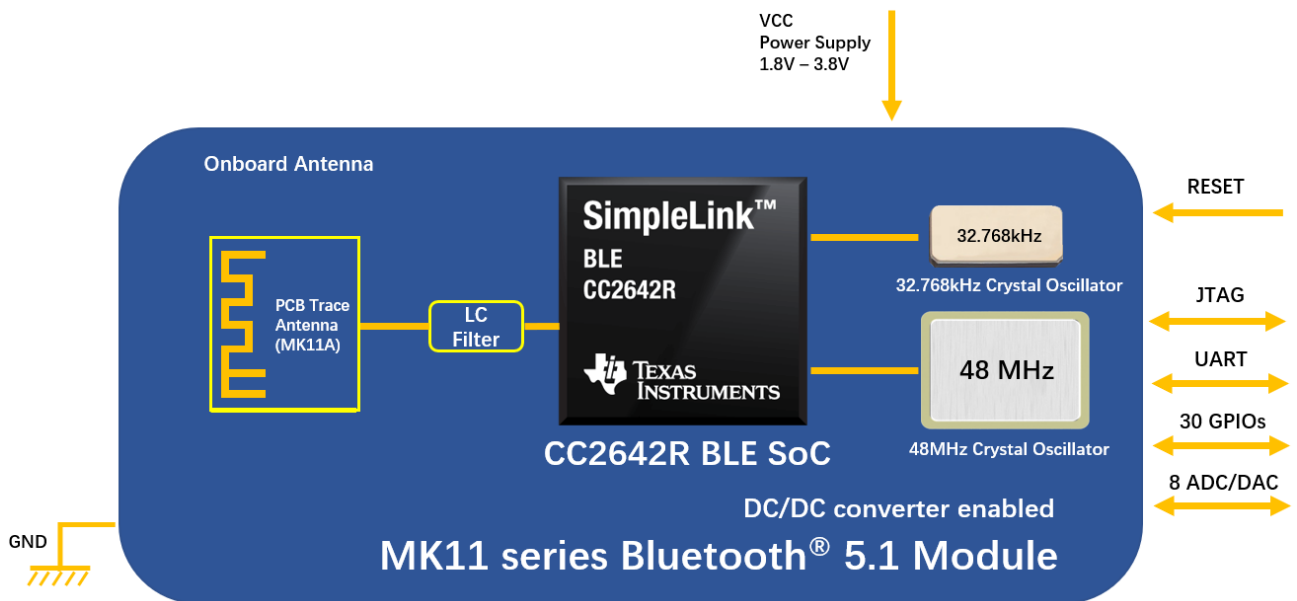 VCC
Power Supply
1.8V – 3.8V
Onboard Antenna
RESET
SimpleLink™
BLE
CC2642R
32.768kHz
32.768kHz Crystal Oscillator
PCB Trace
Antenna
(MK11A)
LC
Filter
JTAG
UART
48 MHz
TEXAS
INSTRUMENTS
30 GPIOs
CC2642R BLE SoC
48MHz Crystal Oscillator
8 ADC/DAC
DC/DC converter enabled
GND
MK11 series Bluetooth® 5.1 Module